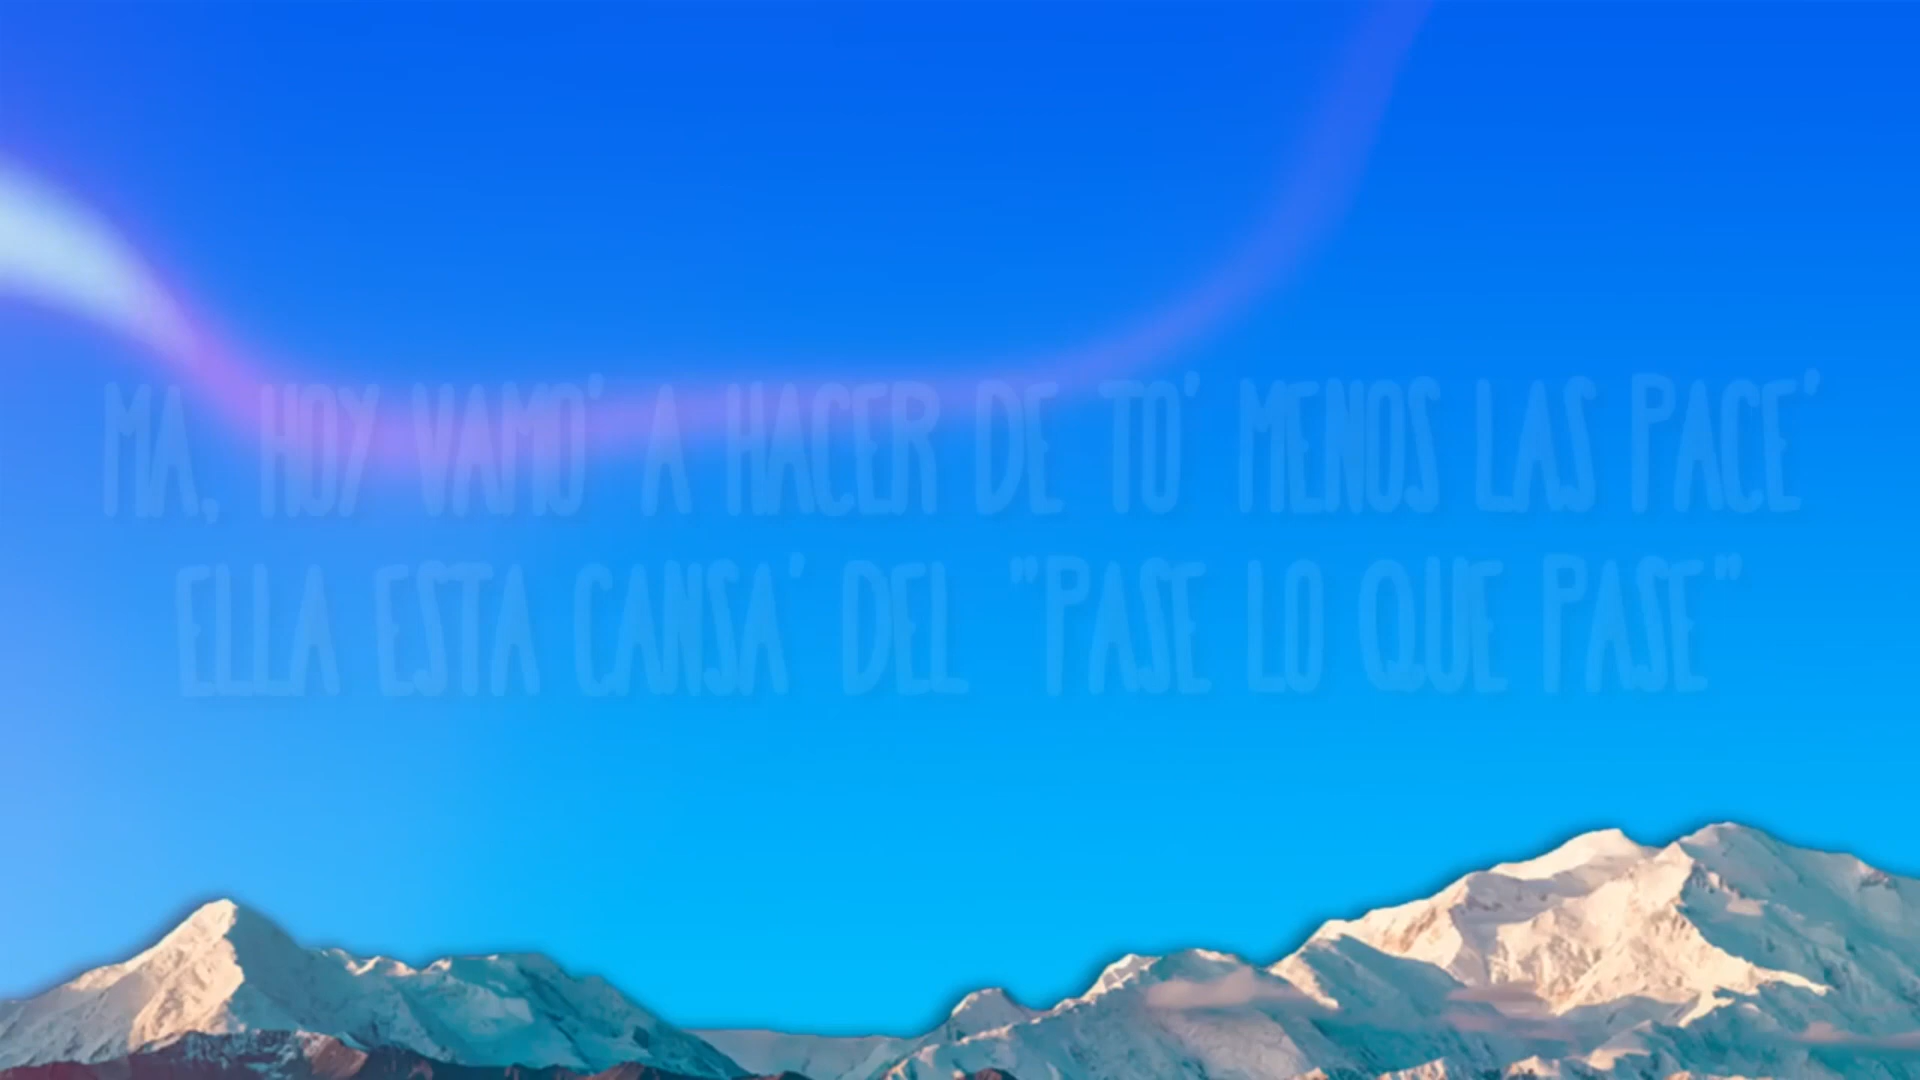 MA, HOY VAMO' A HACER DE TO' MENOS LAS PACE'
ELLA ESTA CANSA' DEL "PASE LO QUE PASE"